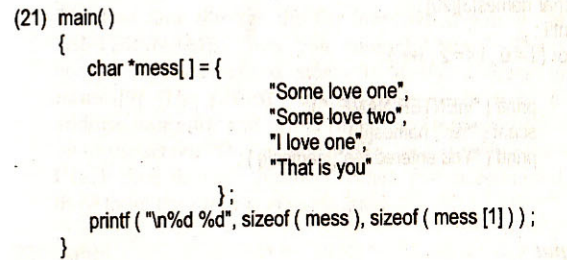 (21) main( )
{
char *mess[ ] = {
"Some love one",
"Some love two",
"I love one",
"That is you"
} ;
printf ( "\n%d %d", sizeof ( mess ), sizeof ( mess [1] ) ) ;
}